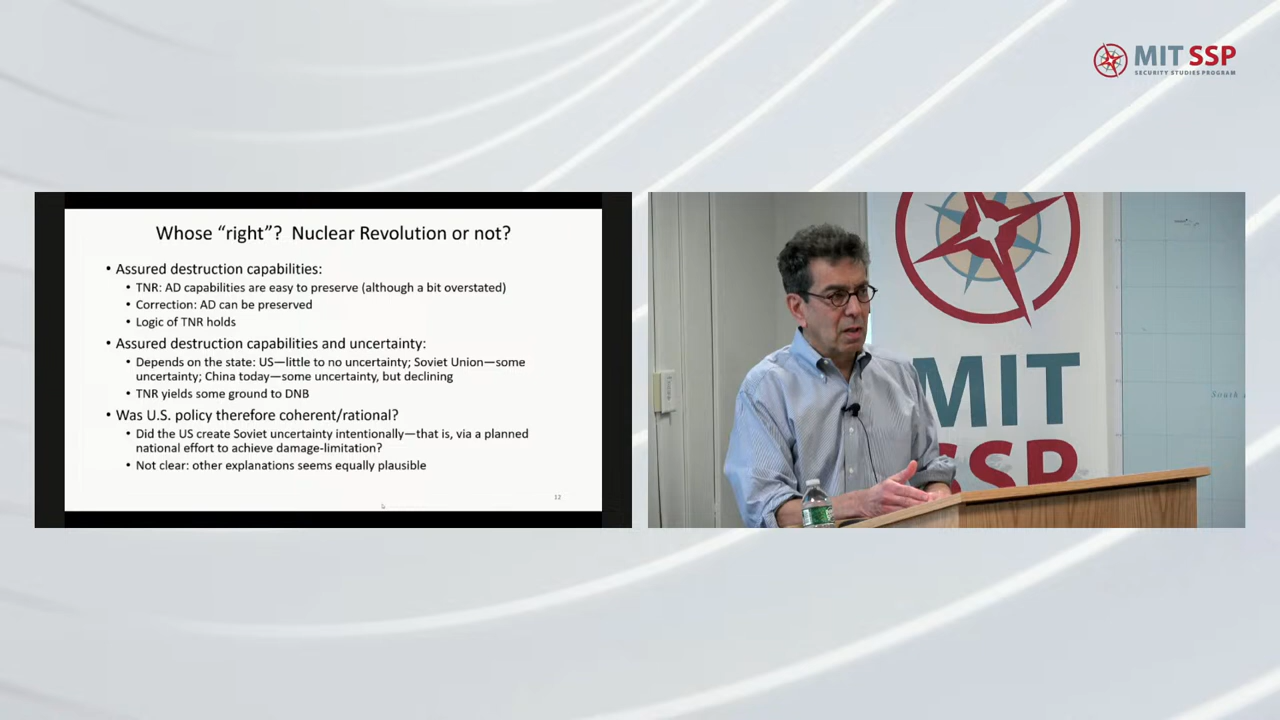 MIT SSP
SECURITY STUDIES PROGRAM
Whose “right”? Nuclear Revolution or not?
• Assured destruction capabilities:
• TNR: AD capabilities are easy to preserve (although a bit overstated)
• Correction: AD can be preserved
• Logic of TNR holds
• Assured destruction capabilities and uncertainty:
• Depends on the state: US—little to no uncertainty; Soviet Union—some
uncertainty; China today—some uncertainty, but declining
• TNR yields some ground to DNB
• Was U.S. policy therefore coherent/rational?
• Did the US create Soviet uncertainty intentionally—that is, via a planned
national effort to achieve damage-limitation?
• Not clear: other explanations seems equally plausible
12
MIT
SSP
South